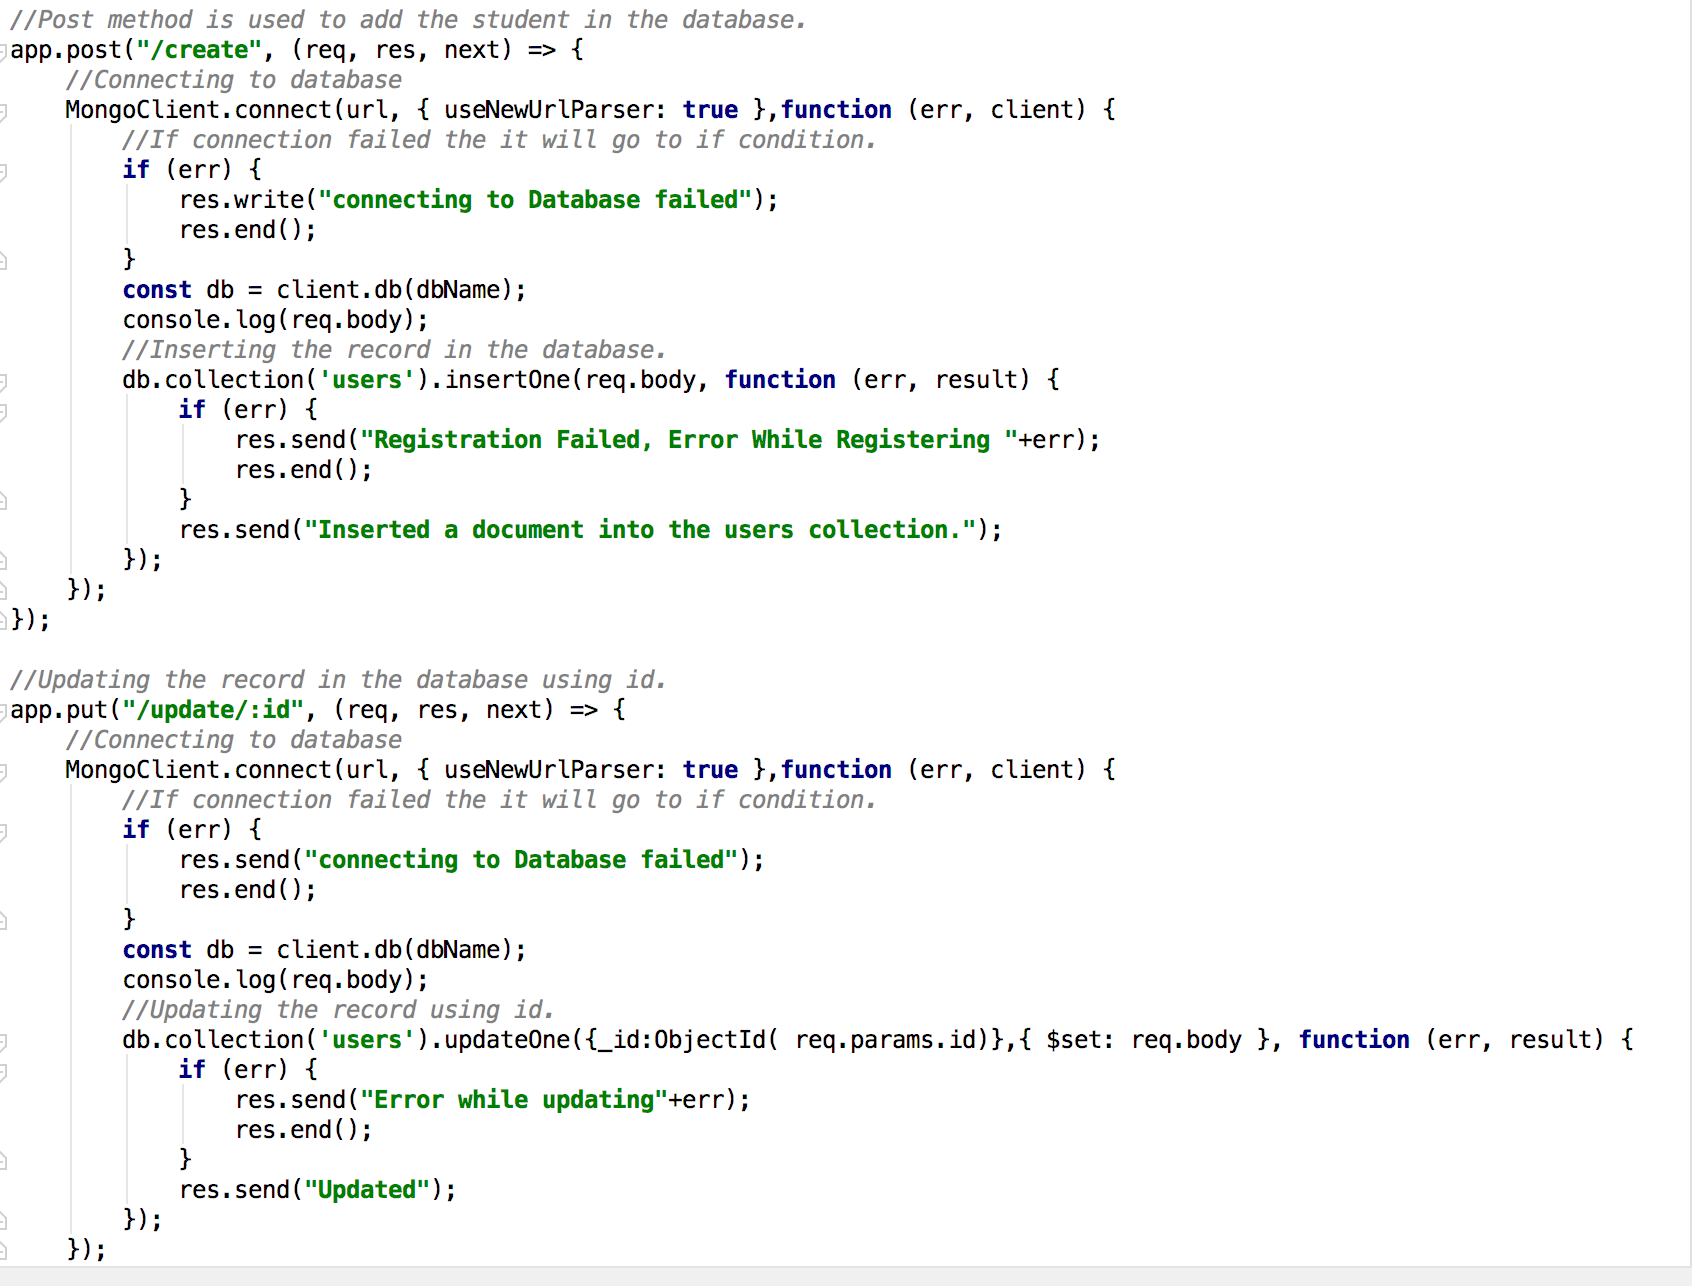 //Post method is used to add the student in the database.
app.post("/create", (req, res, next) => {
    //Connecting to database
    MongoClient.connect(url, { useNewUrlParser: true },function (err, client) {
        //If connection failed the it will go to if condition.
        if (err) {
            res.write("connecting to Database failed");
            res.end();
        }
        const db = client.db(dbName);
        console.log(req.body);
        //Inserting the record in the database.
        db.collection('users').insertOne(req.body, function (err, result) {
            if (err) {
                res.send("Registration Failed, Error While Registering "+err);
                res.end();
            }
            res.send("Inserted a document into the users collection.");
        });
    });
});

//Updating the record in the database using id.
app.put("/update/:id", (req, res, next) => {
    //Connecting to database
    MongoClient.connect(url, { useNewUrlParser: true },function (err, client) {
        //If connection failed the it will go to if condition.
        if (err) {
            res.send("connecting to Database failed");
            res.end();
        }
        const db = client.db(dbName);
        console.log(req.body);
        //Updating the record using id.
        db.collection('users').updateOne({_id:ObjectId( req.params.id)},{ $set: req.body }, function (err, result) {
            if (err) {
                res.send("Error while updating"+err);
                res.end();
            }
            res.send("Updated");
        });
    });